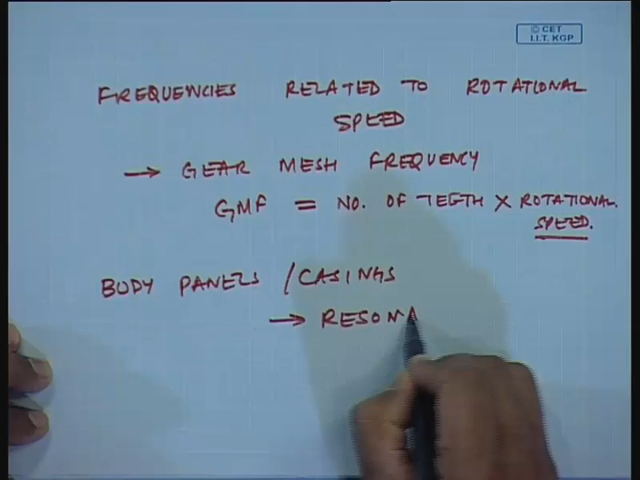 © CET
I.I.T. KGP
FREQUENCIES RELATED TO ROTATIONAL
SPEED
→ GEAR MESH FREQUENCY
GMF = NO. OF TEETH X ROTATIONAL
SPEED.
BODY PANELS / CASINGS
→ RESONA